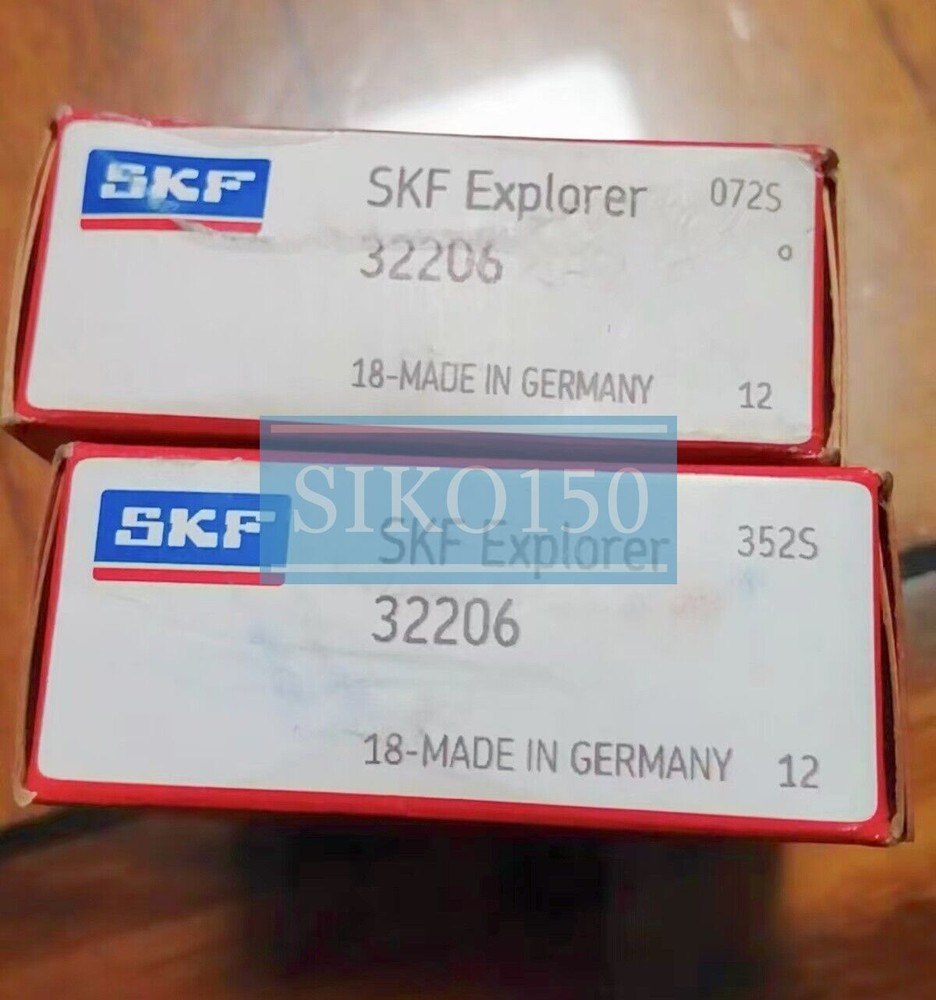 SKF SKF Explorer 072S
32206 o
18-MADE IN GERMANY 12
SIKO150
SKF SKF Explorer 352S
32206
18-MADE IN GERMANY 12